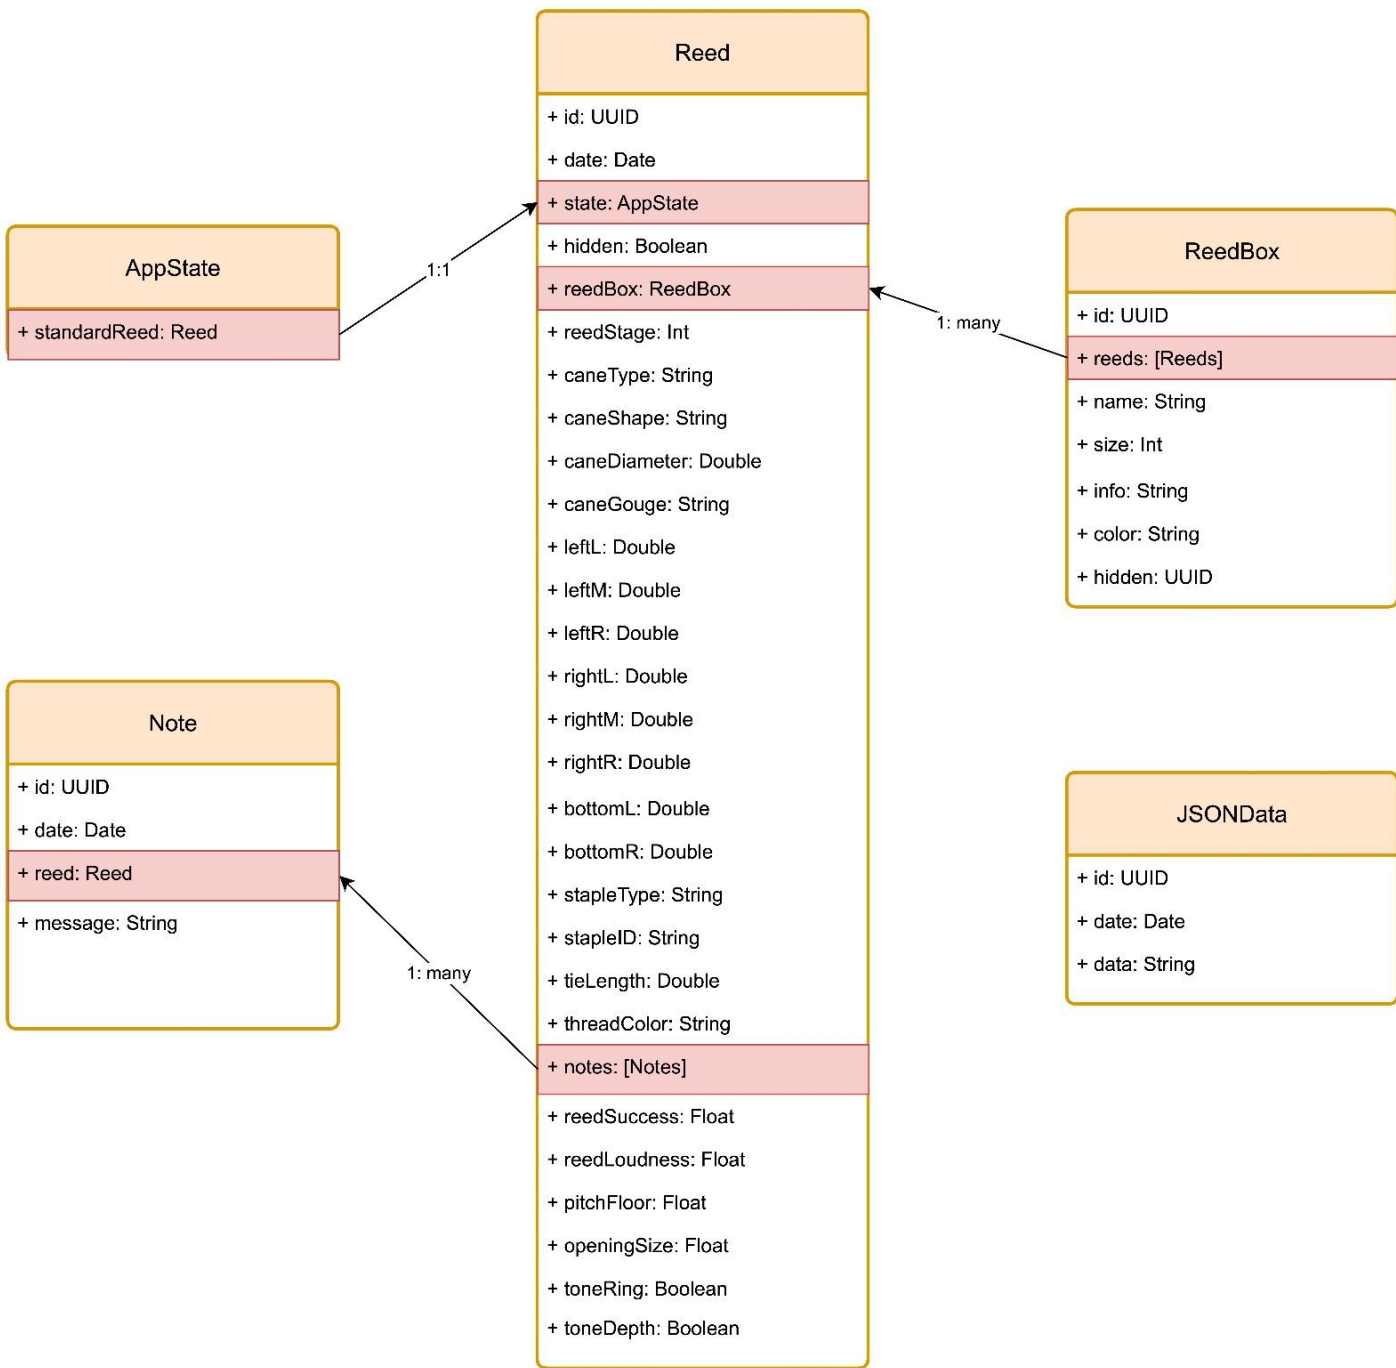 Reed
+ id: UUID
+ date: Date
+ state: AppState
+ hidden: Boolean
+ reedBox: ReedBox
+ reedStage: Int
+ caneType: String
+ caneShape: String
+ caneDiameter: Double
+ caneGouge: String
+ leftL: Double
+ leftM: Double
+ leftR: Double
+ rightL: Double
+ rightM: Double
+ rightR: Double
+ bottomL: Double
+ bottomR: Double
+ stapleType: String
+ stapleID: String
+ tieLength: Double
+ threadColor: String
+ notes: [Notes]
+ reedSuccess: Float
+ reedLoudness: Float
+ pitchFloor: Float
+ openingSize: Float
+ toneRing: Boolean
+ toneDepth: Boolean
AppState
+ standardReed: Reed
1:1
ReedBox
+ id: UUID
+ reeds: [Reeds]
+ name: String
+ size: Int
+ info: String
+ color: String
+ hidden: UUID
1: many
Note
+ id: UUID
+ date: Date
+ reed: Reed
+ message: String
1: many
JSONData
+ id: UUID
+ date: Date
+ data: String